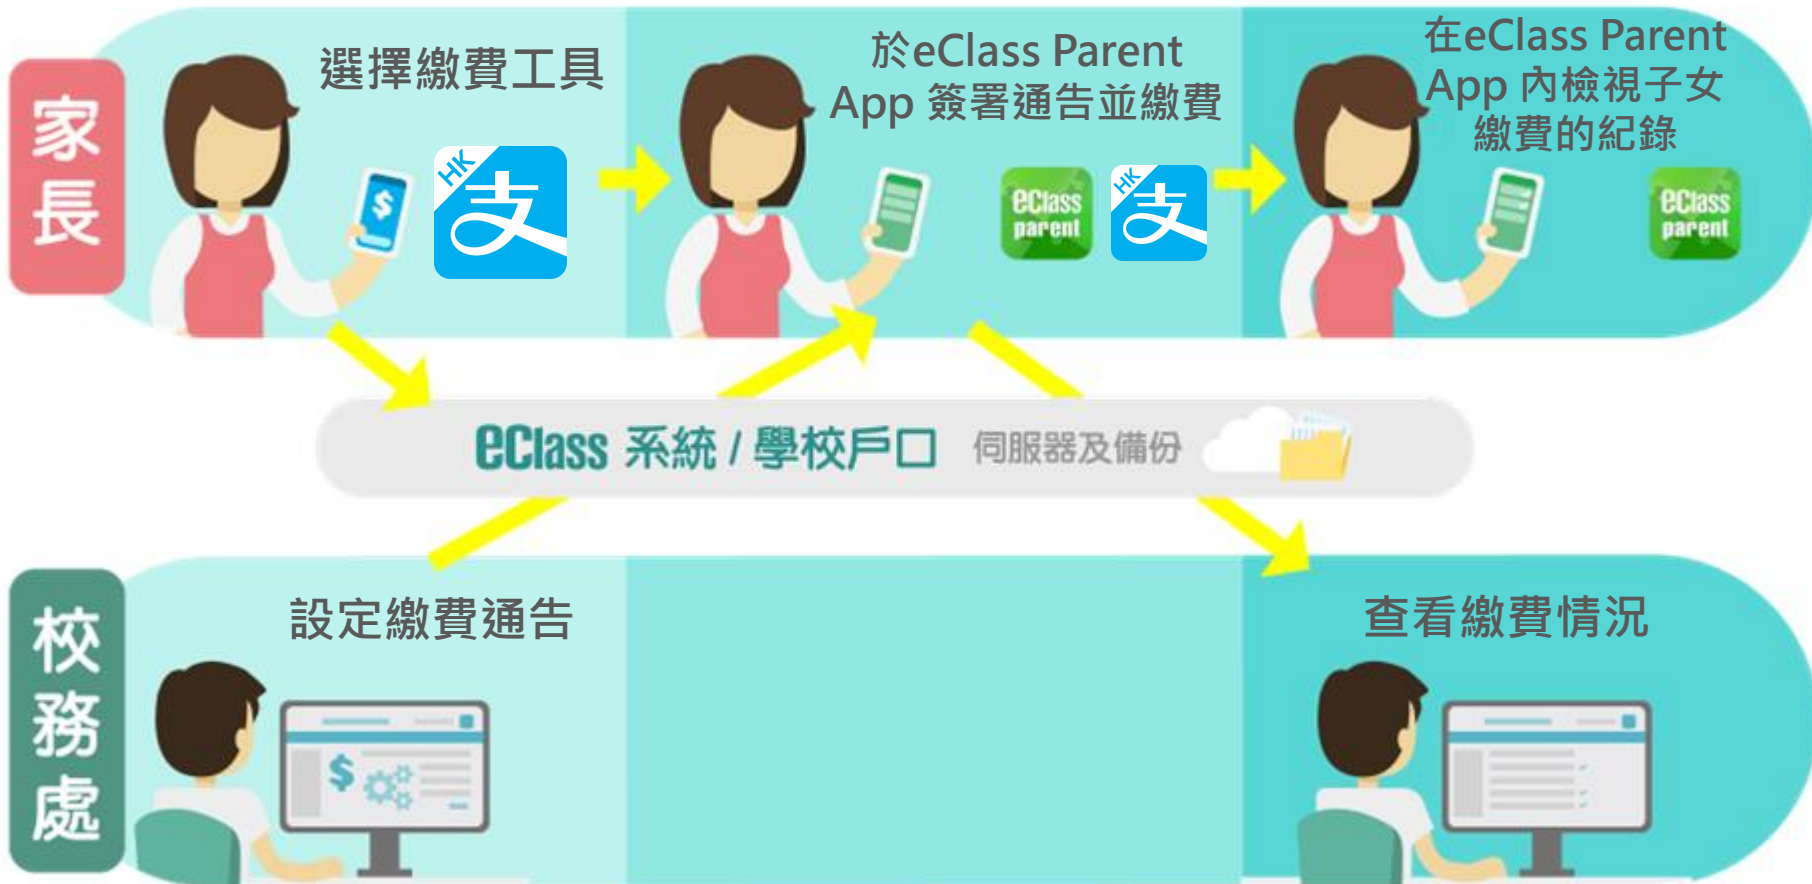 家長
選擇繳費工具
HK
支
$
於eClass Parent
App 簽署通告並繳費
eClass
parent
HK
支
在eClass Parent
App 內檢視子女
繳費的紀錄
eClass
parent
eClass 系統 / 學校戶口 伺服器及備份
校務處
設定繳費通告
$
查看繳費情況